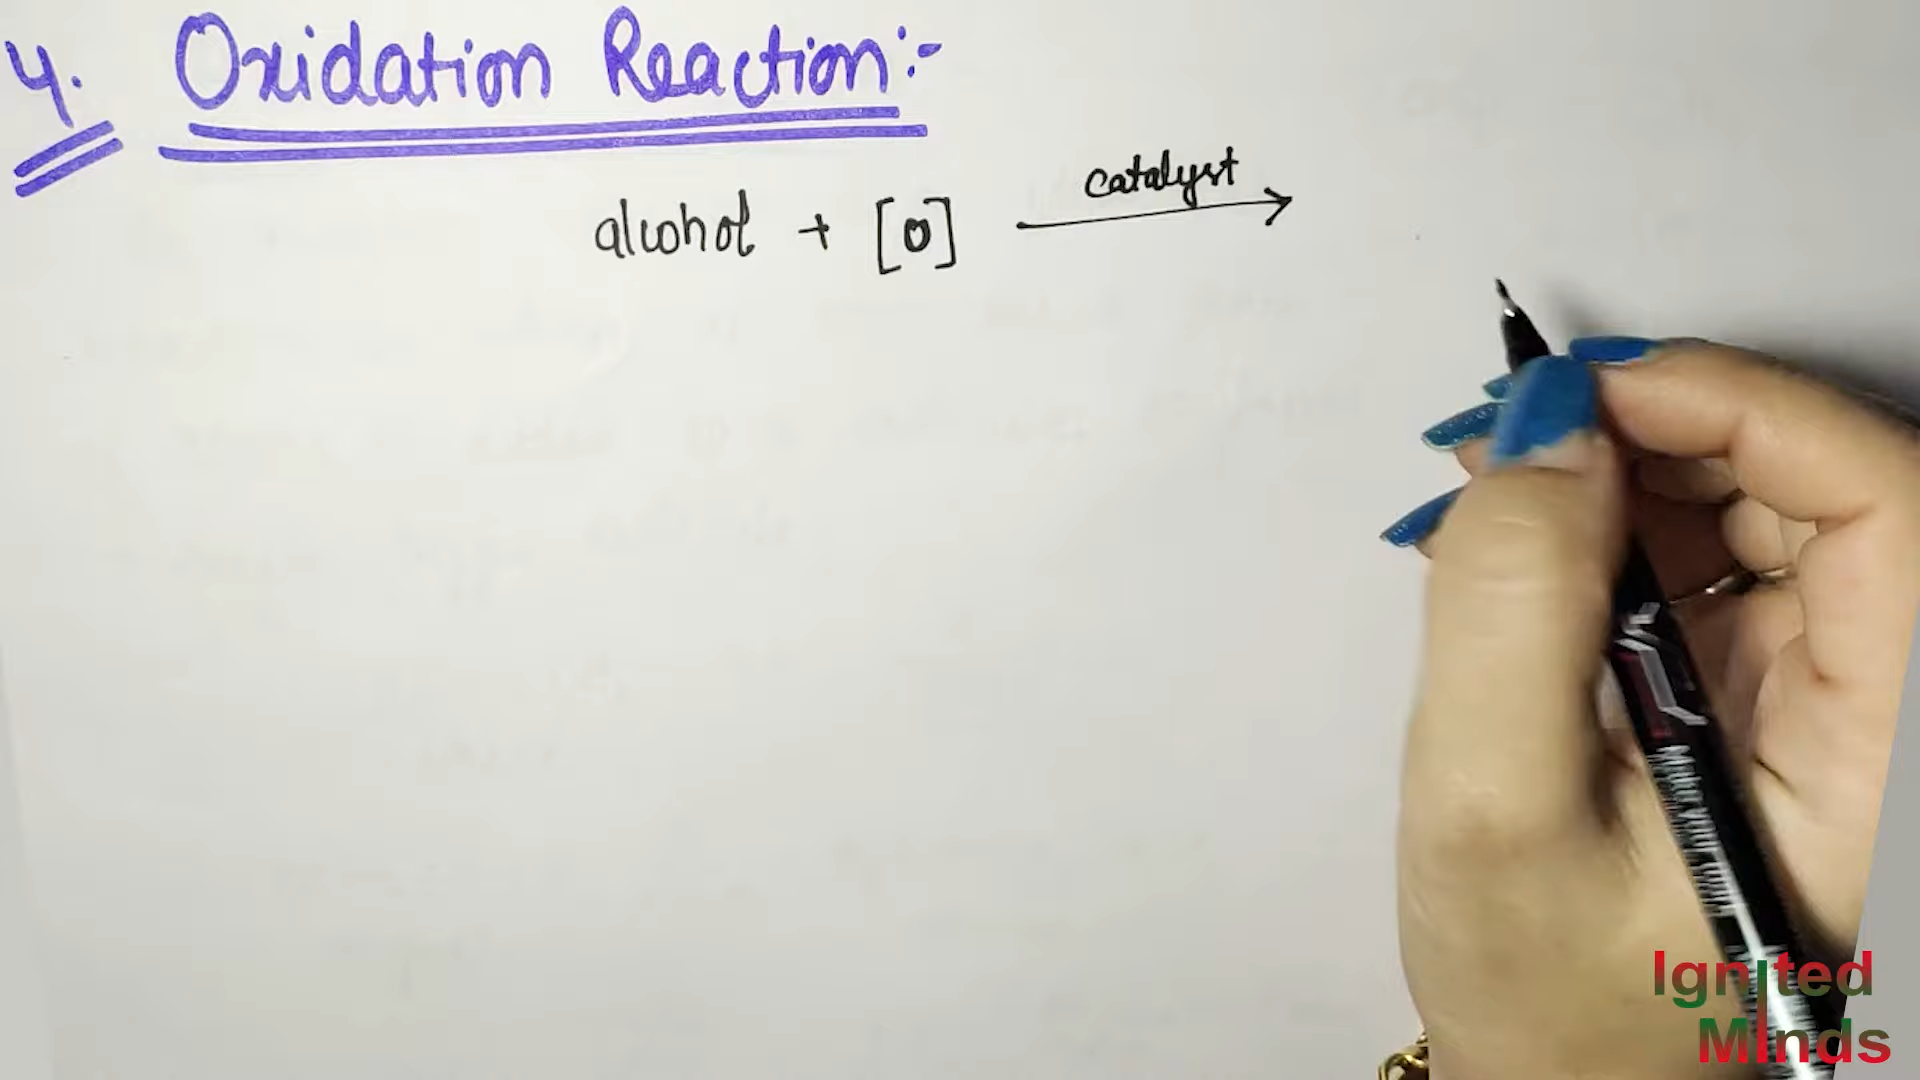 4. Oxidation Reaction:-
alcohol + [O] catalyst
Ignited
Minds